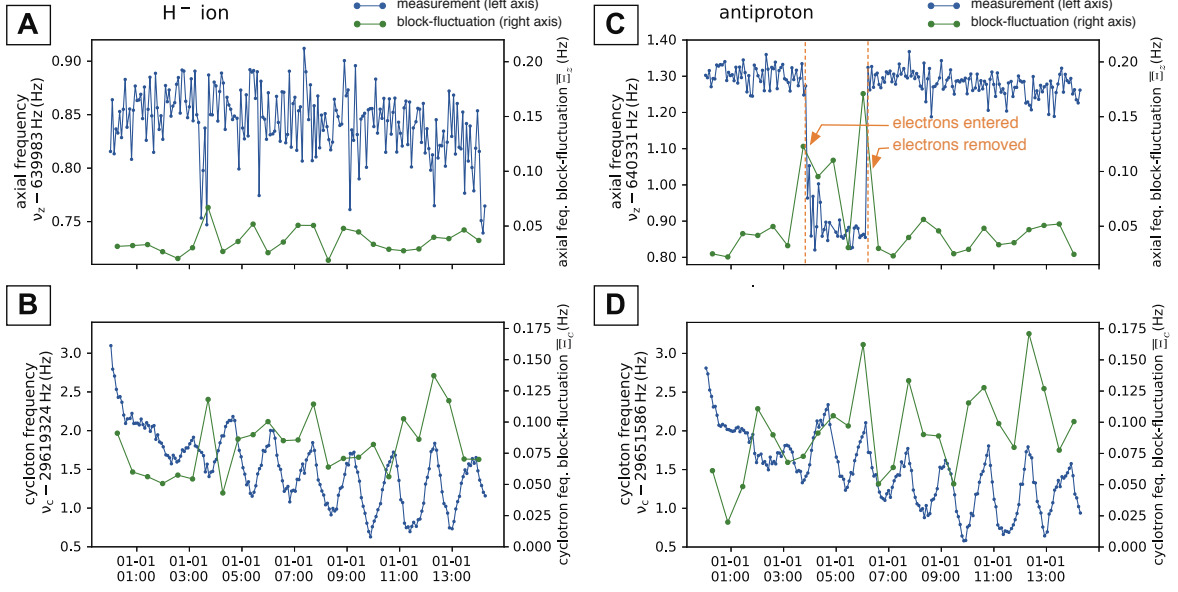 A
H⁻ ion
measurement (left axis)
block-fluctuation (right axis)
axial frequency
ν_z − 639983 Hz (Hz)
0.90
0.85
0.80
0.75
0.20
0.15
0.10
0.05
axial feq. block-fluctuation Ξ_z (Hz)
C
antiproton
measurement (left axis)
block-fluctuation (right axis)
axial frequency
ν_z − 640331 Hz (Hz)
1.40
1.30
1.20
1.10
1.00
0.90
0.80
electrons entered
electrons removed
0.20
0.15
0.10
0.05
axial feq. block-fluctuation Ξ_z (Hz)
B
cycloton frequency
ν_c − 29619324 Hz (Hz)
3.0
2.5
2.0
1.5
1.0
0.5
0.175
0.150
0.125
0.100
0.075
0.050
0.025
0.000
cyclotron feq. block-fluctuation Ξ_c (Hz)
01-01 01-01 01-01 01-01 01-01 01-01 01-01
01:00 03:00 05:00 07:00 09:00 11:00 13:00
D
cycloton frequency
ν_c − 29651586 Hz (Hz)
3.0
2.5
2.0
1.5
1.0
0.5
0.175
0.150
0.125
0.100
0.075
0.050
0.025
0.000
cyclotron feq. block-fluctuation Ξ_c (Hz)
01-01 01-01 01-01 01-01 01-01 01-01 01-01
01:00 03:00 05:00 07:00 09:00 11:00 13:00